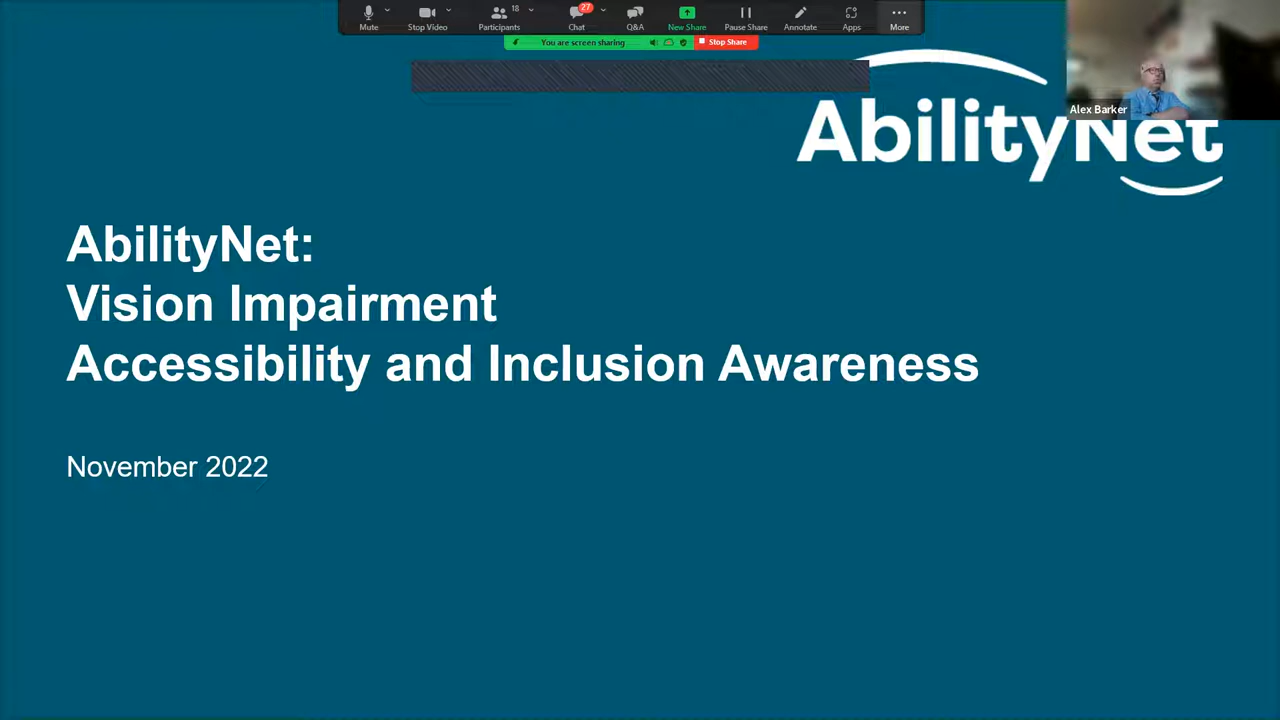 Mute
Stop Video
18
Participants
27
Chat
Q&A
New Share
Pause Share
Annotate
Apps
More
You are screen sharing
Stop Share
Alex Barker
AbilityNet
AbilityNet:
Vision Impairment
Accessibility and Inclusion Awareness
November 2022